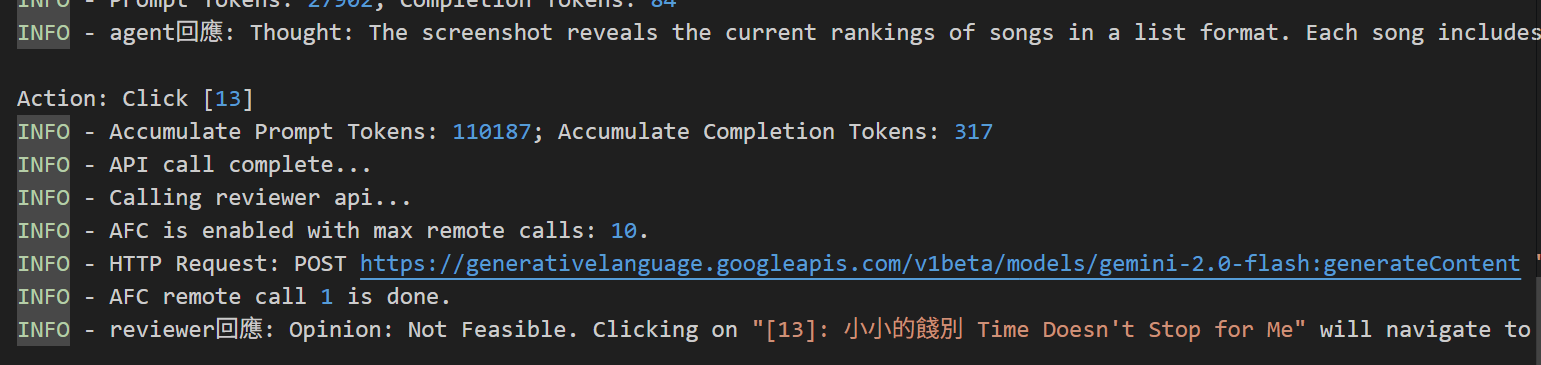 INFO - Prompt Tokens: 27902; Completion Tokens: 84
INFO - agent回應: Thought: The screenshot reveals the current rankings of songs in a list format. Each song includes
Action: Click [13]
INFO - Accumulate Prompt Tokens: 110187; Accumulate Completion Tokens: 317
INFO - API call complete...
INFO - Calling reviewer api...
INFO - AFC is enabled with max remote calls: 10.
INFO - HTTP Request: POST https://generativelanguage.googleapis.com/v1beta/models/gemini-2.0-flash:generateContent "
INFO - AFC remote call 1 is done.
INFO - reviewer回應: Opinion: Not Feasible. Clicking on "[13]: 小小的餞別 Time Doesn't Stop for Me" will navigate to